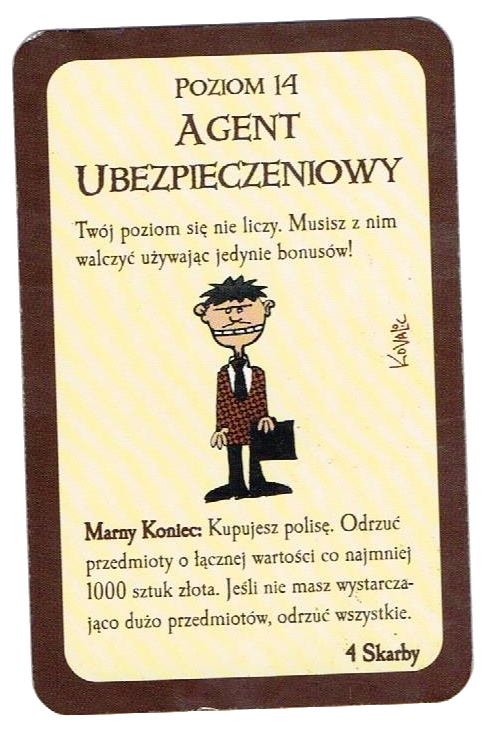 Poziom 14
Agent
Ubezpieczeniowy
Twój poziom się nie liczy. Musisz z nim
walczyć używając jedynie bonusów!
Kovalic
Marny Koniec: Kupujesz polisę. Odrzuć
przedmioty o łącznej wartości co najmniej
1000 sztuk złota. Jeśli nie masz wystarcza-
jąco dużo przedmiotów, odrzuć wszystkie.
4 Skarby